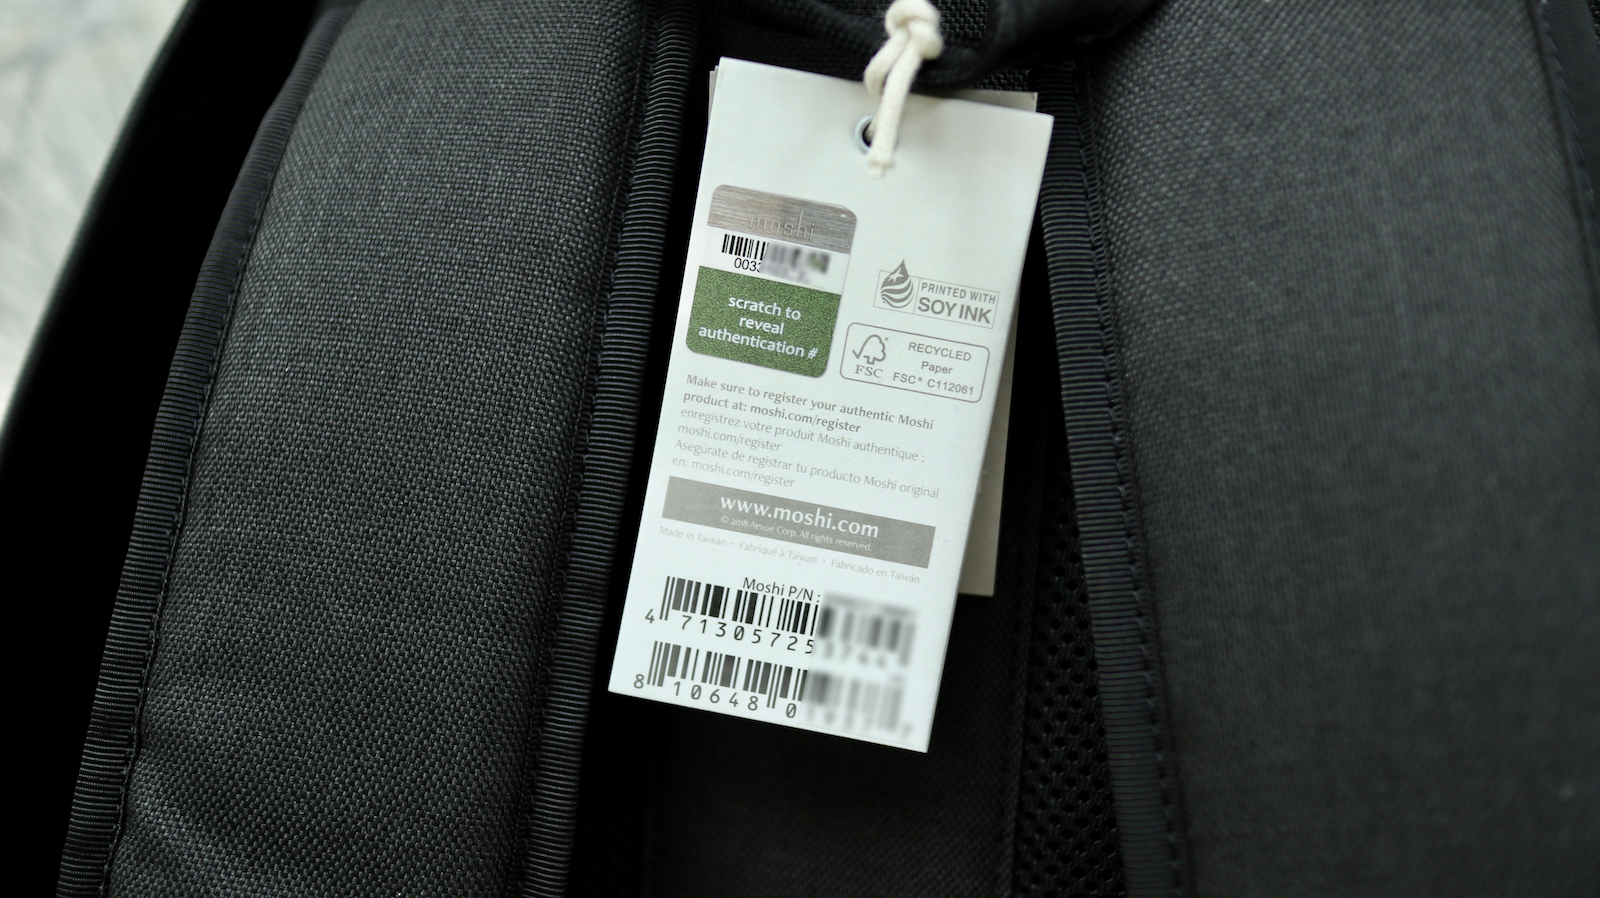 moshi
003
scratch to
reveal
authentication #
PRINTED WITH
SOY INK
FSC
RECYCLED
Paper
FSC® C112061
Make sure to register your authentic Moshi
product at: moshi.com/register
enregistrez votre produit Moshi authentique :
moshi.com/register
Asegúrate de registrar tu producto Moshi original
en: moshi.com/register
www.moshi.com
© 2018 Aevoe Corp. All rights reserved.
Made in Taiwan • Fabriqué à Taïwan • Fabricado en Taiwán
Moshi P/N :
4 71305725
8 10648 0